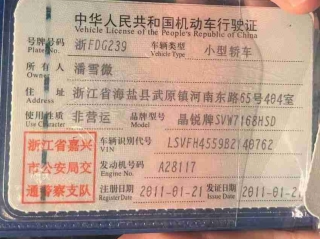 中华人民共和国机动车行驶证
Vehicle License of the People's Republic of China
号牌号码 Plate No. 浙FDG239 车辆类型 Vehicle Type 小型轿车
所有人 Owner 潘雪微
住址 Address 浙江省海盐县武原镇河南东路65号404室
使用性质 Use Character 非营运 品牌型号 Model 晶锐牌SVW7168HSD
浙江省嘉兴市公安局交通警察支队
车辆识别代号 VIN LSVFH4559B2140762
发动机号码 Engine No. A28117
注册日期 Register Date 2011-01-21 发证日期 Issue Date 2011-01-21